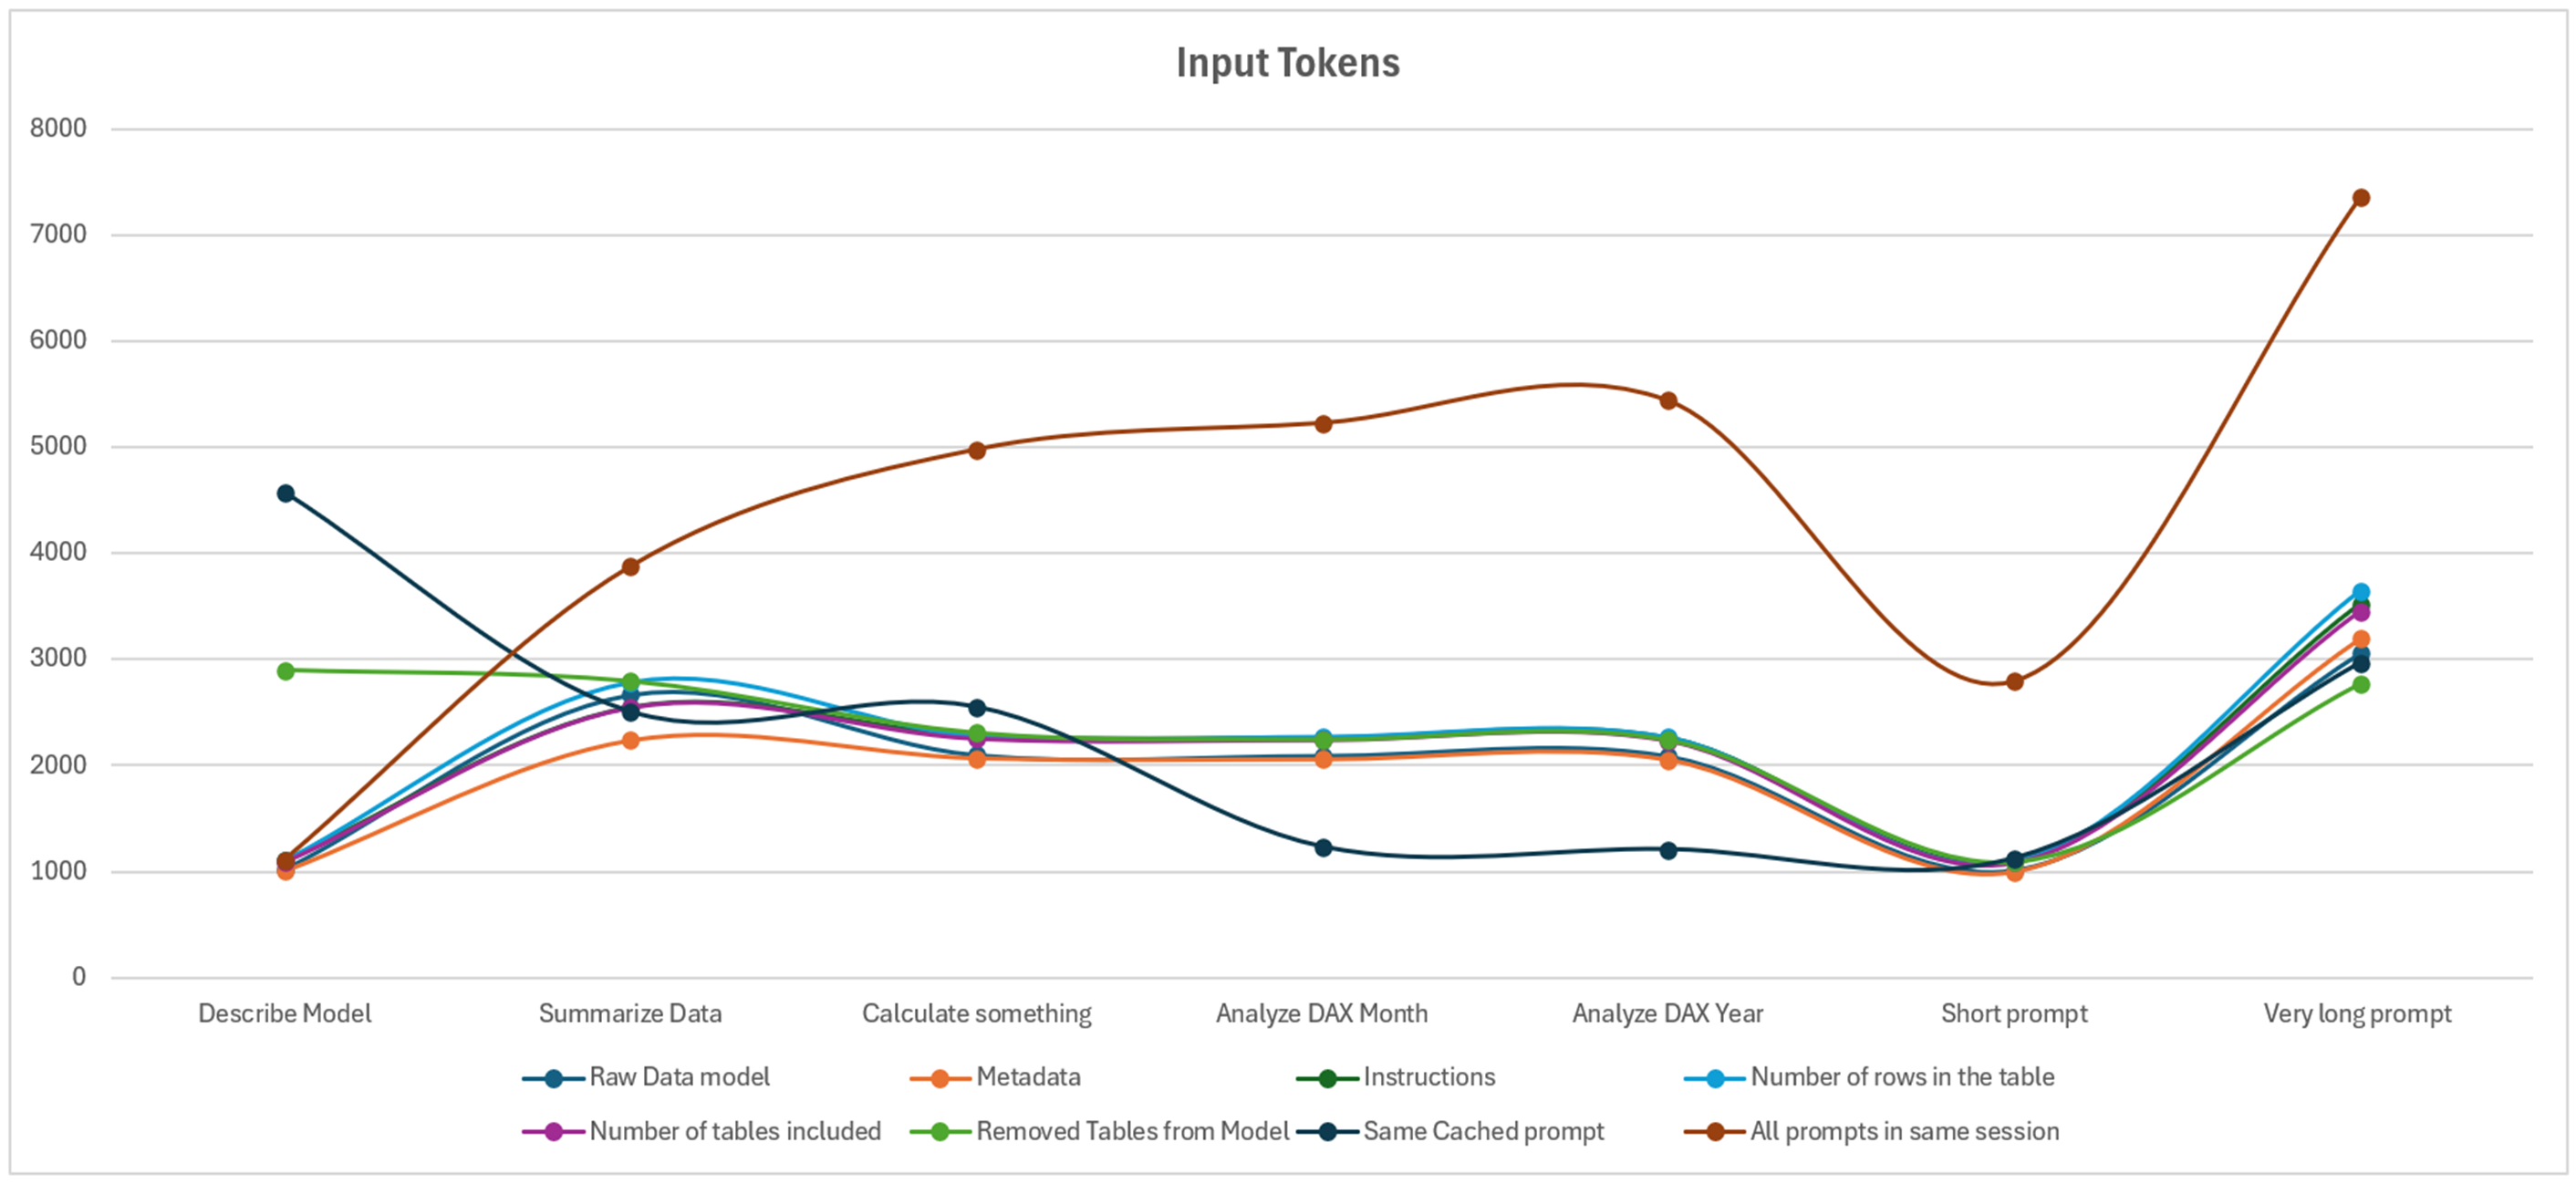 Input Tokens
8000
7000
6000
5000
4000
3000
2000
1000
0
Describe Model Summarize Data Calculate something Analyze DAX Month Analyze DAX Year Short prompt Very long prompt
Raw Data model Metadata Instructions Number of rows in the table
Number of tables included Removed Tables from Model Same Cached prompt All prompts in same session